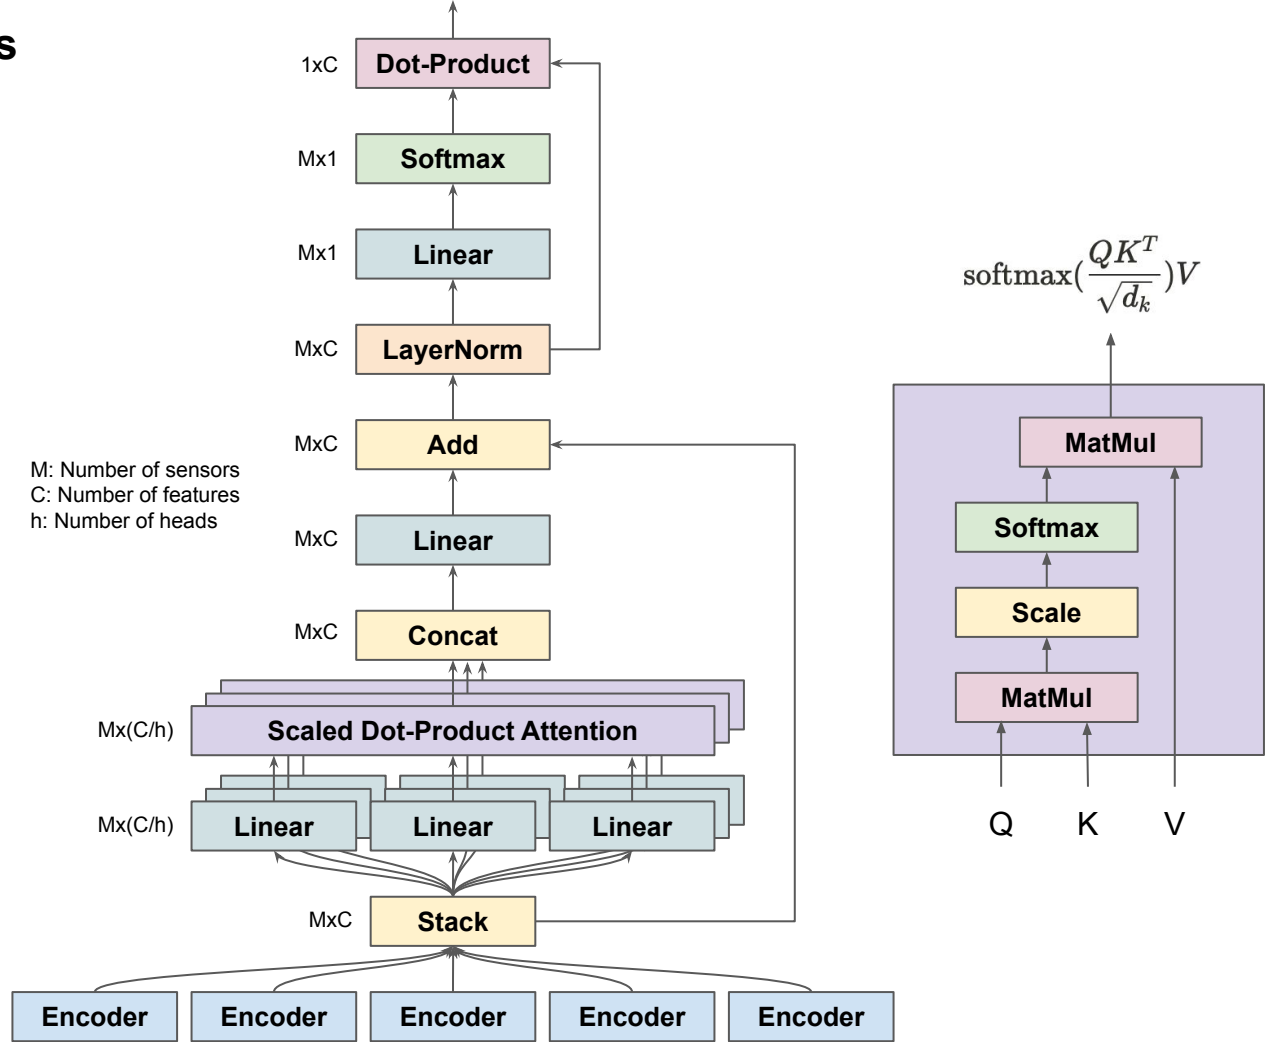 s
1xC
Dot-Product
Mx1
Softmax
Mx1
Linear
MxC
LayerNorm
MxC
Add
M: Number of sensors
C: Number of features
h: Number of heads
MxC
Linear
MxC
Concat
Mx(C/h)
Scaled Dot-Product Attention
Mx(C/h)
Linear
Linear
Linear
MxC
Stack
Encoder
Encoder
Encoder
Encoder
Encoder
softmax(\frac{QK^T}{\sqrt{d_k}})V
MatMul
Softmax
Scale
MatMul
Q
K
V